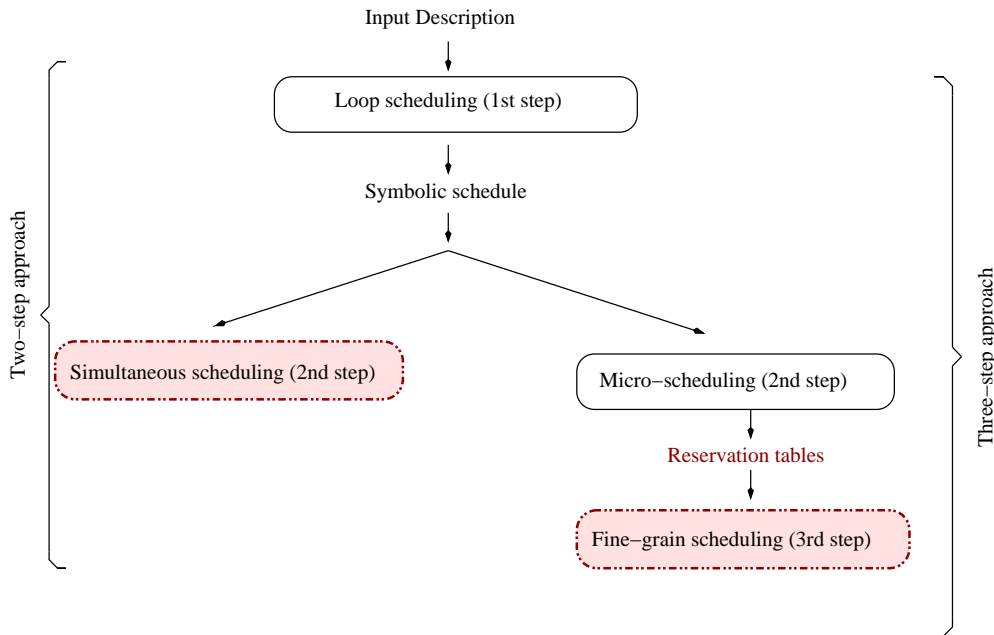 Input Description
Loop scheduling (1st step)
Symbolic schedule
Two−step approach
Three−step approach
Simultaneous scheduling (2nd step)
Micro−scheduling (2nd step)
Reservation tables
Fine−grain scheduling (3rd step)